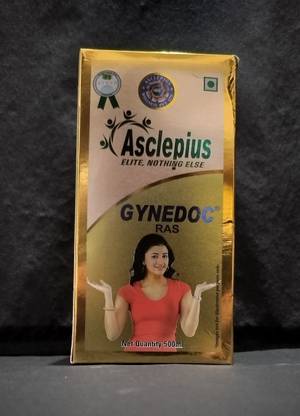 Asclepius
ELITE, NOTHING ELSE
GYNEDOC
RAS
Net Quantity 500ml